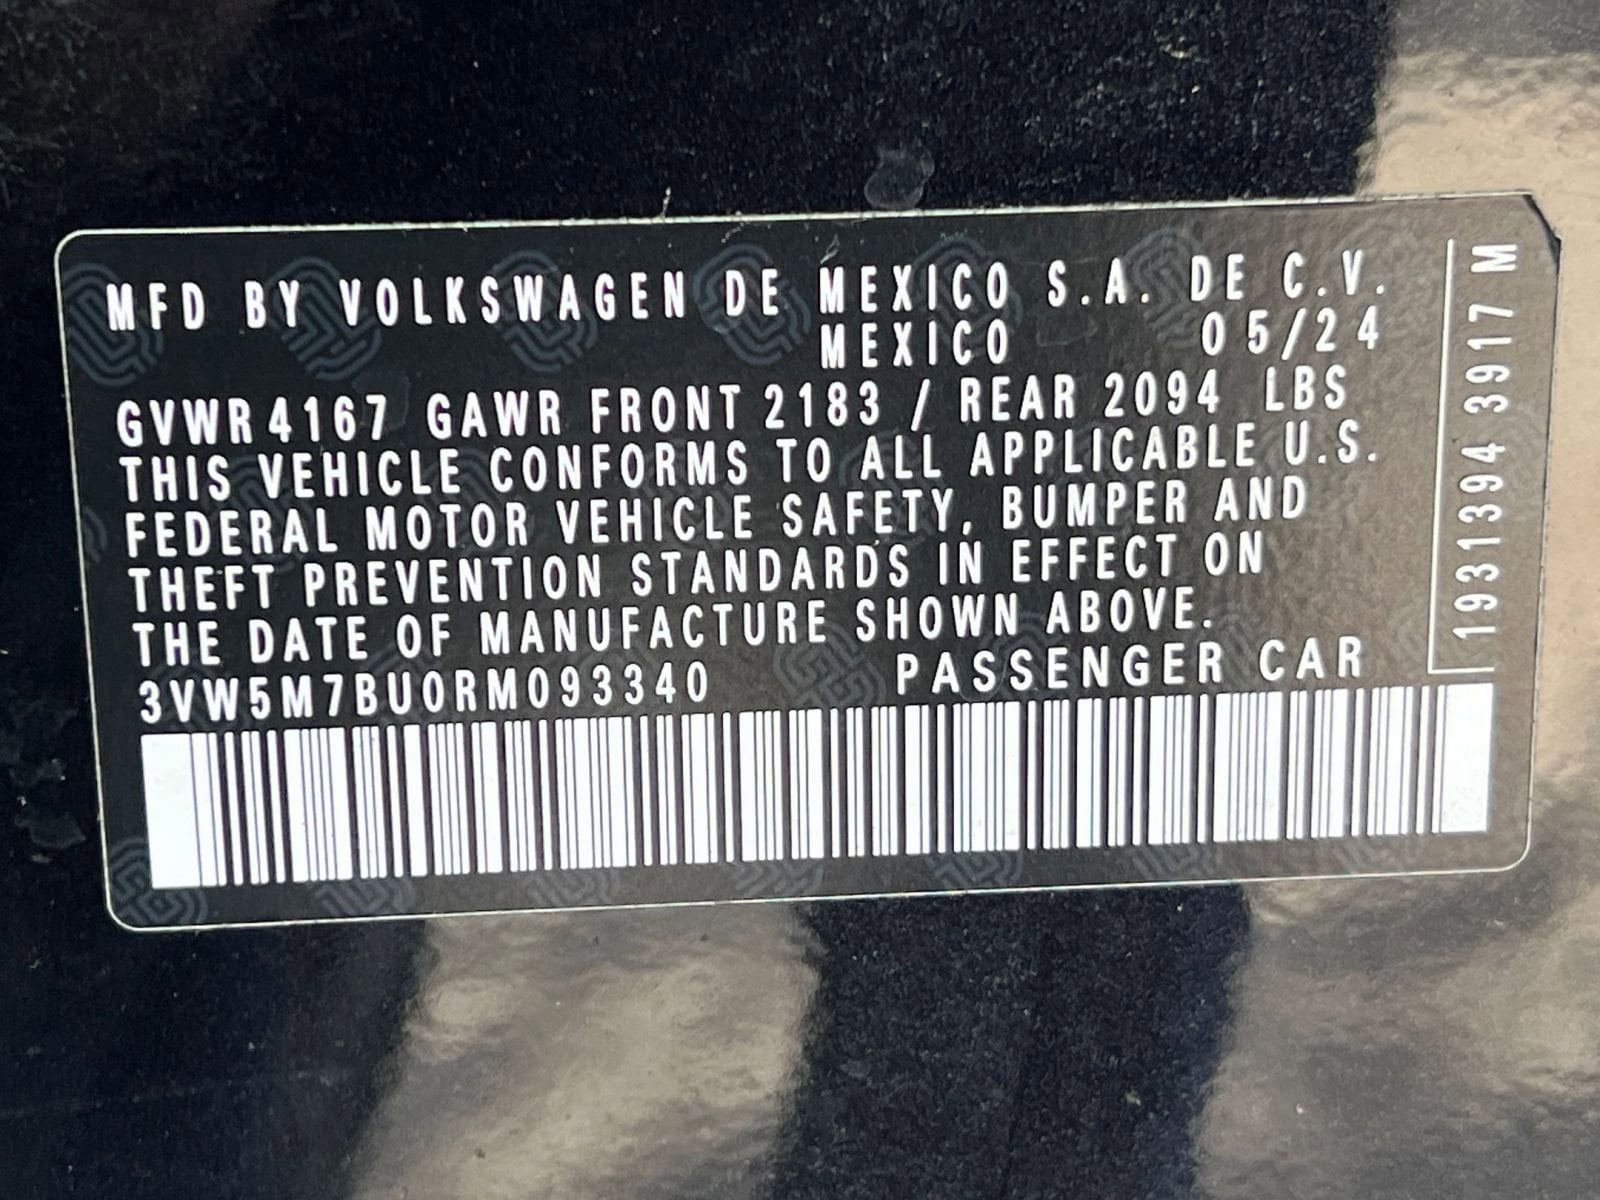 MFD BY VOLKSWAGEN DE MEXICO S.A. DE C.V.
MEXICO 05/24
GVWR 4167 GAWR FRONT 2183 / REAR 2094 LBS
THIS VEHICLE CONFORMS TO ALL APPLICABLE U.S.
FEDERAL MOTOR VEHICLE SAFETY, BUMPER AND
THEFT PREVENTION STANDARDS IN EFFECT ON
THE DATE OF MANUFACTURE SHOWN ABOVE.
3VW5M7BU0RM093340 PASSENGER CAR
1931394 3917 M